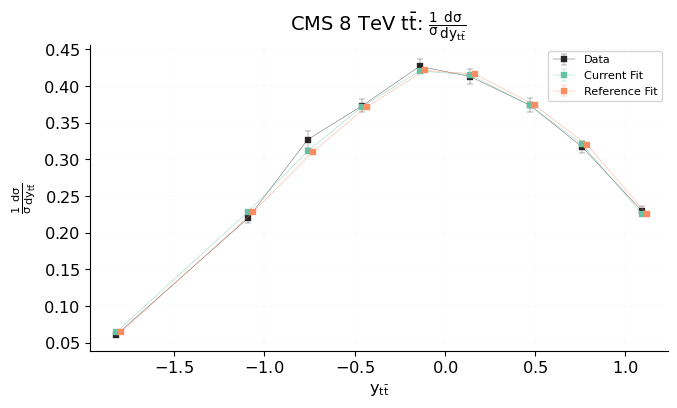 CMS 8 TeV tt̄: 1/σ dσ/dy_tt̄
Data
Current Fit
Reference Fit
0.45
0.40
0.35
0.30
0.25
0.20
0.15
0.10
0.05
1/σ dσ/dy_tt̄
−1.5 −1.0 −0.5 0.0 0.5 1.0
y_tt̄